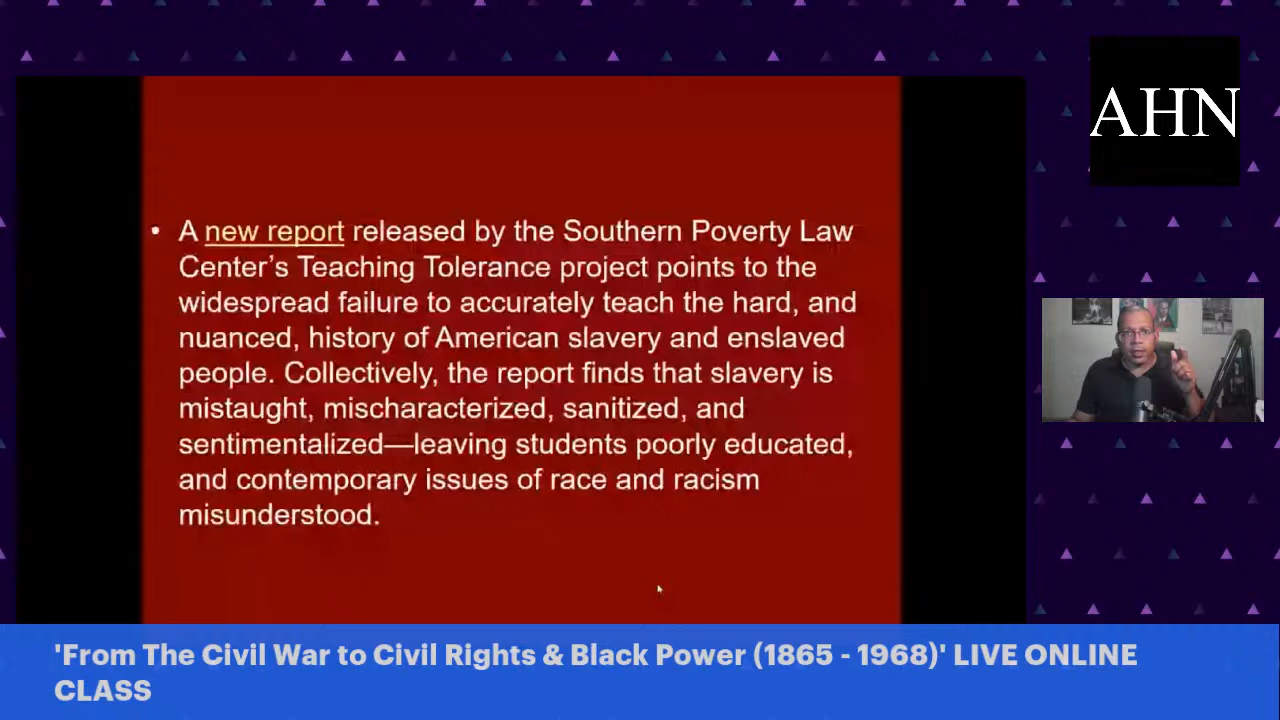 AHN
• A new report released by the Southern Poverty Law
Center’s Teaching Tolerance project points to the
widespread failure to accurately teach the hard, and
nuanced, history of American slavery and enslaved
people. Collectively, the report finds that slavery is
mistaught, mischaracterized, sanitized, and
sentimentalized—leaving students poorly educated,
and contemporary issues of race and racism
misunderstood.
'From The Civil War to Civil Rights & Black Power (1865 - 1968)' LIVE ONLINE
CLASS